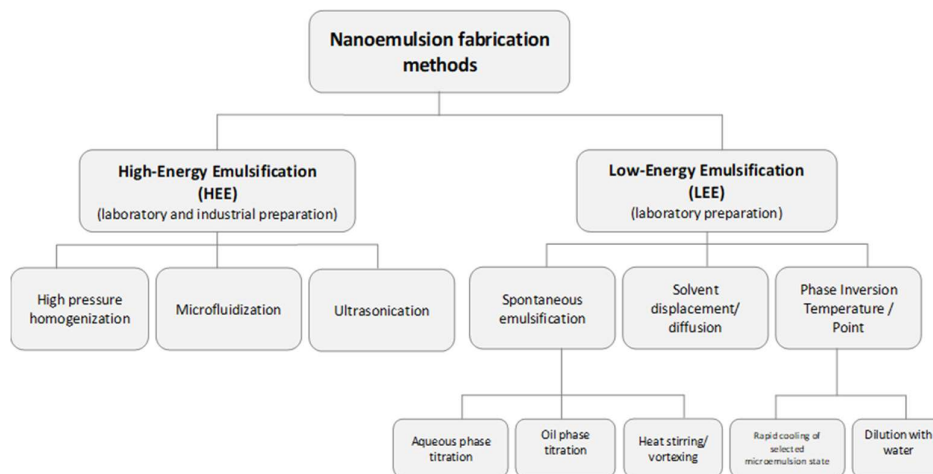 Nanoemulsion fabrication
methods
High-Energy Emulsification
(HEE)
(laboratory and industrial preparation)
Low-Energy Emulsification
(LEE)
(laboratory preparation)
High pressure
homogenization
Microfluidization
Ultrasonication
Spontaneous
emulsification
Solvent
displacement/
diffusion
Phase Inversion
Temperature /
Point
Aqueous phase
titration
Oil phase
titration
Heat stirring/
vortexing
Rapid cooling of
selected
microemulsion state
Dilution with
water